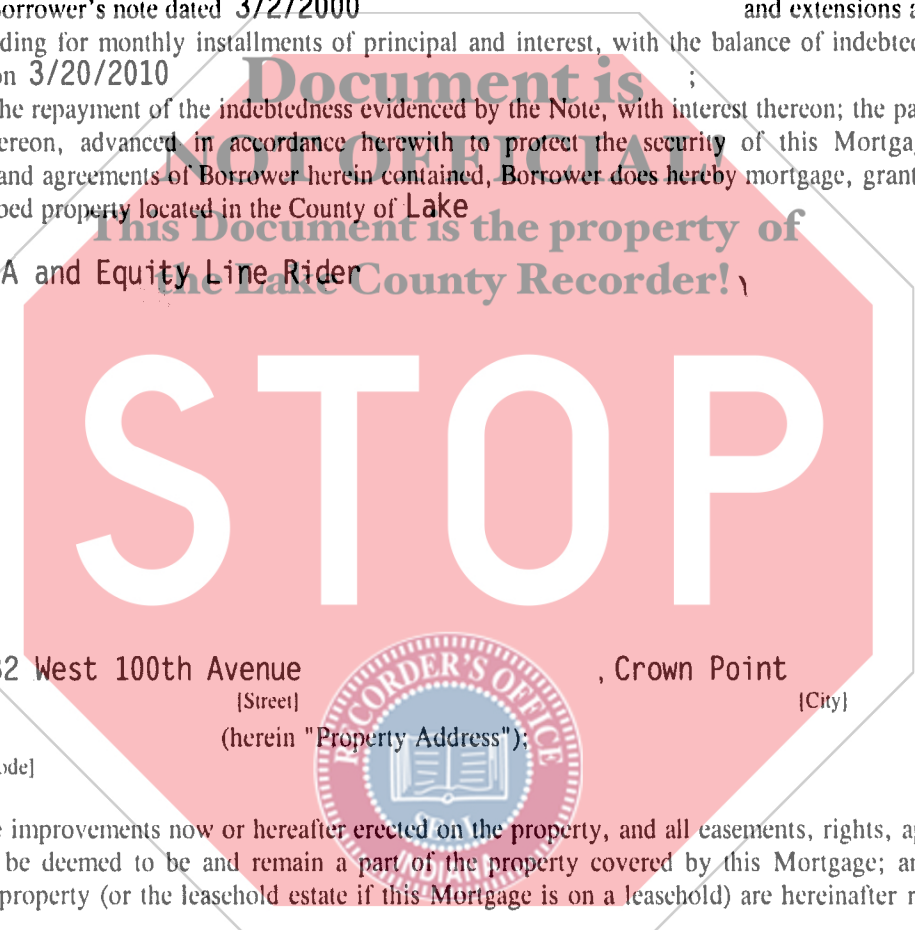 Borrower's note dated 3/2/2000 and extensions a
ding for monthly installments of principal and interest, with the balance of indebted
on 3/20/2010 ;
Document is
he repayment of the indebtedness evidenced by the Note, with interest thereon; the pa
ereon, advanced in accordance herewith to protect the security of this Mortgag
NOT OFFICIAL!
and agreements of Borrower herein contained, Borrower does hereby mortgage, grant
bed property located in the County of Lake
This Document is the property of
A and Equity Line Rider
the Lake County Recorder!
STOP
32 West 100th Avenue , Crown Point
[Street] [City]
(herein "Property Address");
ode]
RECORDER'S OFFICE
SEAL
INDIANA
e improvements now or hereafter erected on the property, and all easements, rights, ap
be deemed to be and remain a part of the property covered by this Mortgage; an
property (or the leasehold estate if this Mortgage is on a leasehold) are hereinafter r